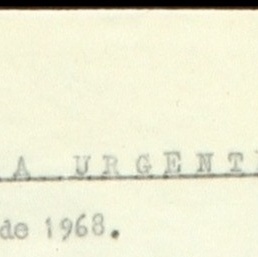 A URGENT
de 1968.